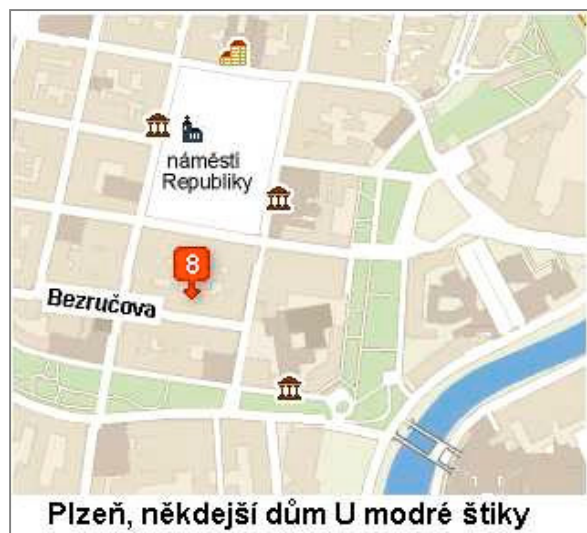 náměstí
Republiky
8
Bezručova
Plzeň, někdejší dům U modré štiky